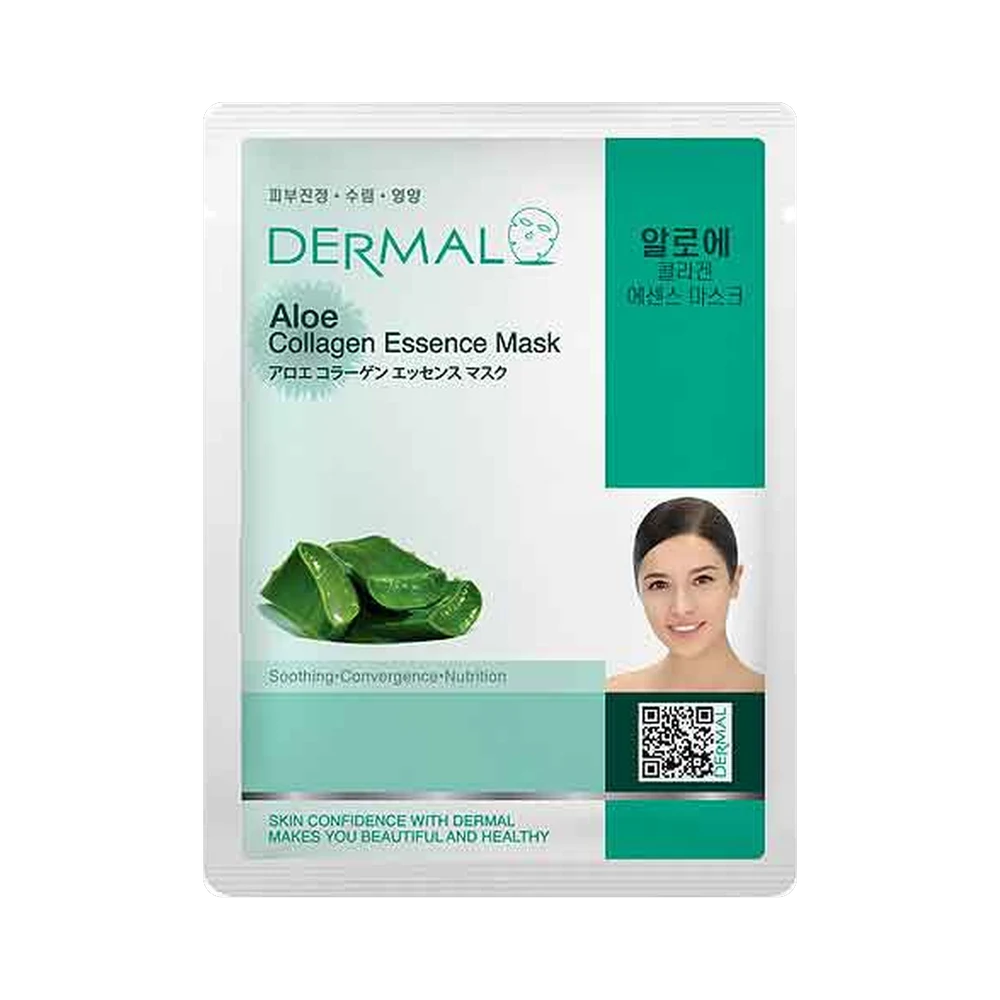 피부진정 • 수렴 • 영양
DERMAL
Aloe
Collagen Essence Mask
アロエ コラーゲン エッセンス マスク
알로에
콜라겐
에센스 마스크
Soothing•Convergence•Nutrition
DERMAL
SKIN CONFIDENCE WITH DERMAL
MAKES YOU BEAUTIFUL AND HEALTHY